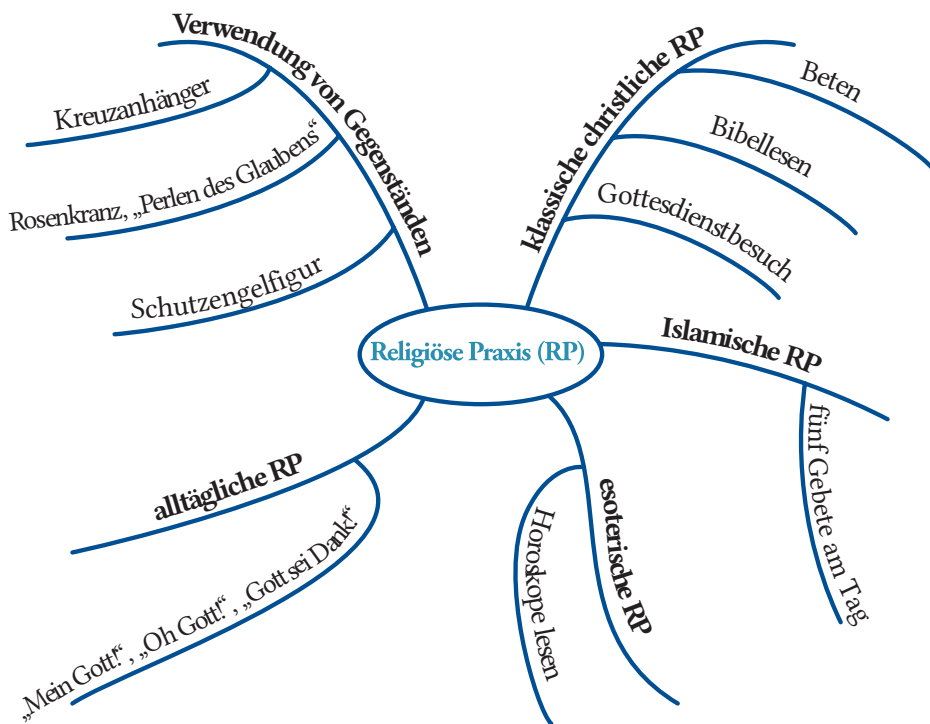 Religiöse Praxis (RP)
Verwendung von Gegenständen
Kreuzanhänger
Rosenkranz, „Perlen des Glaubens“
Schutzengelfigur
klassische christliche RP
Beten
Bibellesen
Gottesdienstbesuch
Islamische RP
fünf Gebete am Tag
esoterische RP
Horoskope lesen
alltägliche RP
„Mein Gott!“ , „Oh Gott!“ , „Gott sei Dank!“